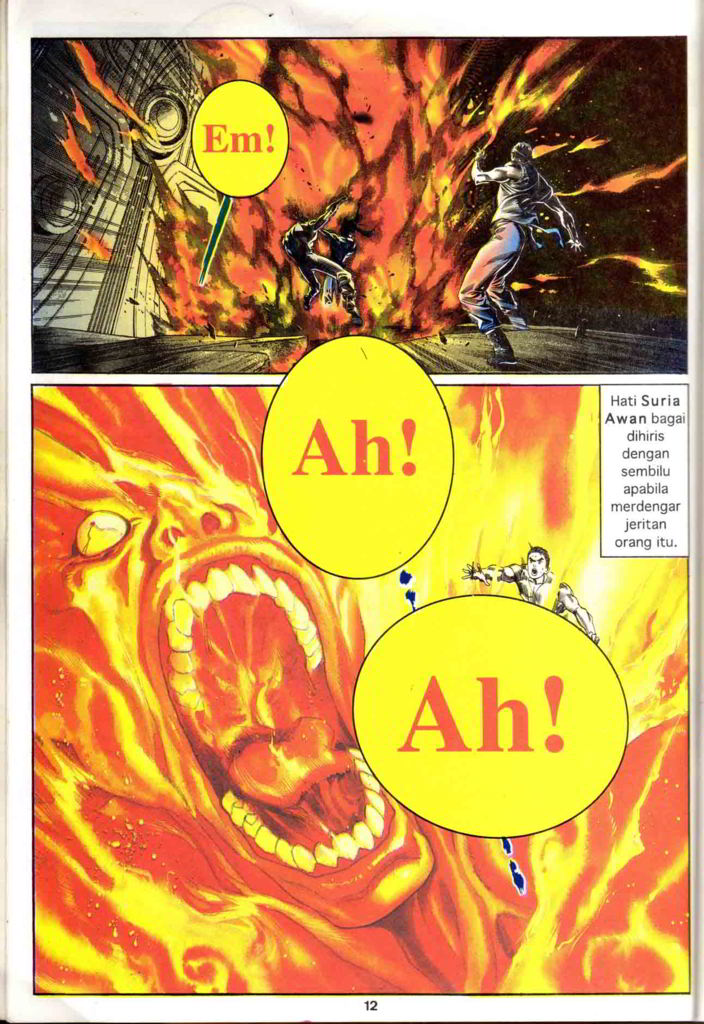 Em!
Ah!
Hati Suria
Awan bagai
dihiris
dengan
sembilu
apabila
merdengar
jeritan
orang itu.
Ah!
12